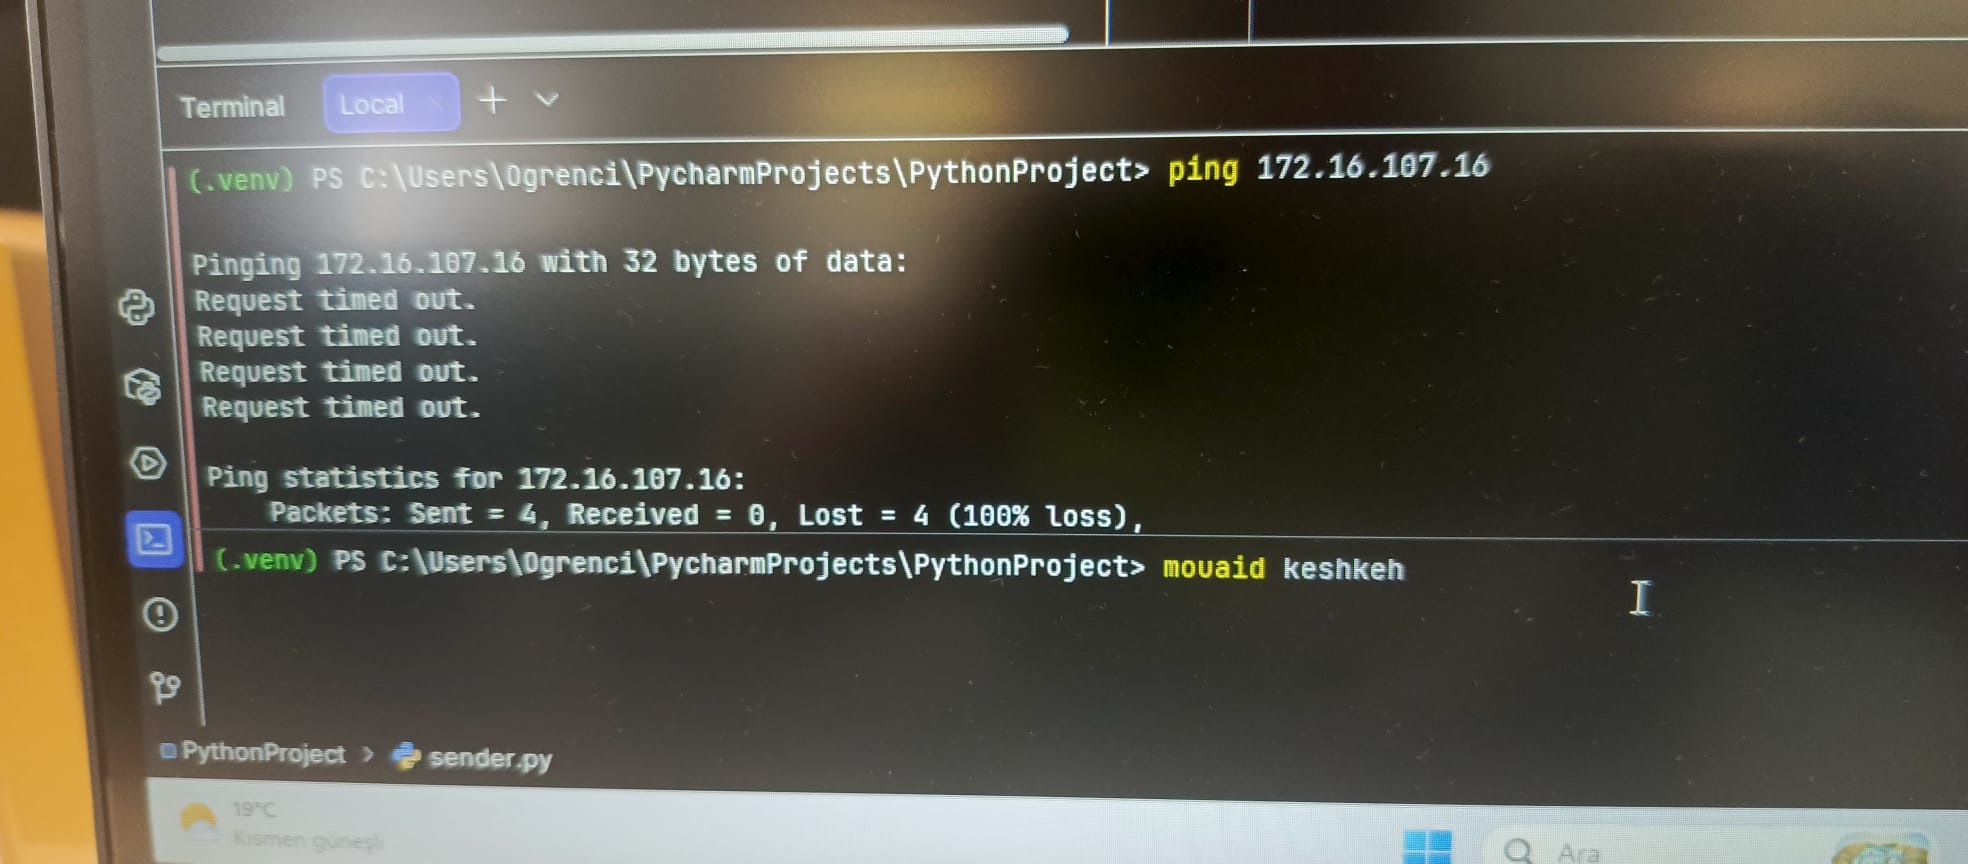 Terminal Local
(.venv) PS C:\Users\Ogrenci\PycharmProjects\PythonProject> ping 172.16.107.16
Pinging 172.16.107.16 with 32 bytes of data:
Request timed out.
Request timed out.
Request timed out.
Request timed out.
Ping statistics for 172.16.107.16:
Packets: Sent = 4, Received = 0, Lost = 4 (100% loss),
(.venv) PS C:\Users\Ogrenci\PycharmProjects\PythonProject> mouaid keshkeh
PythonProject > sender.py
19°C
Kısmen güneşli
Ara